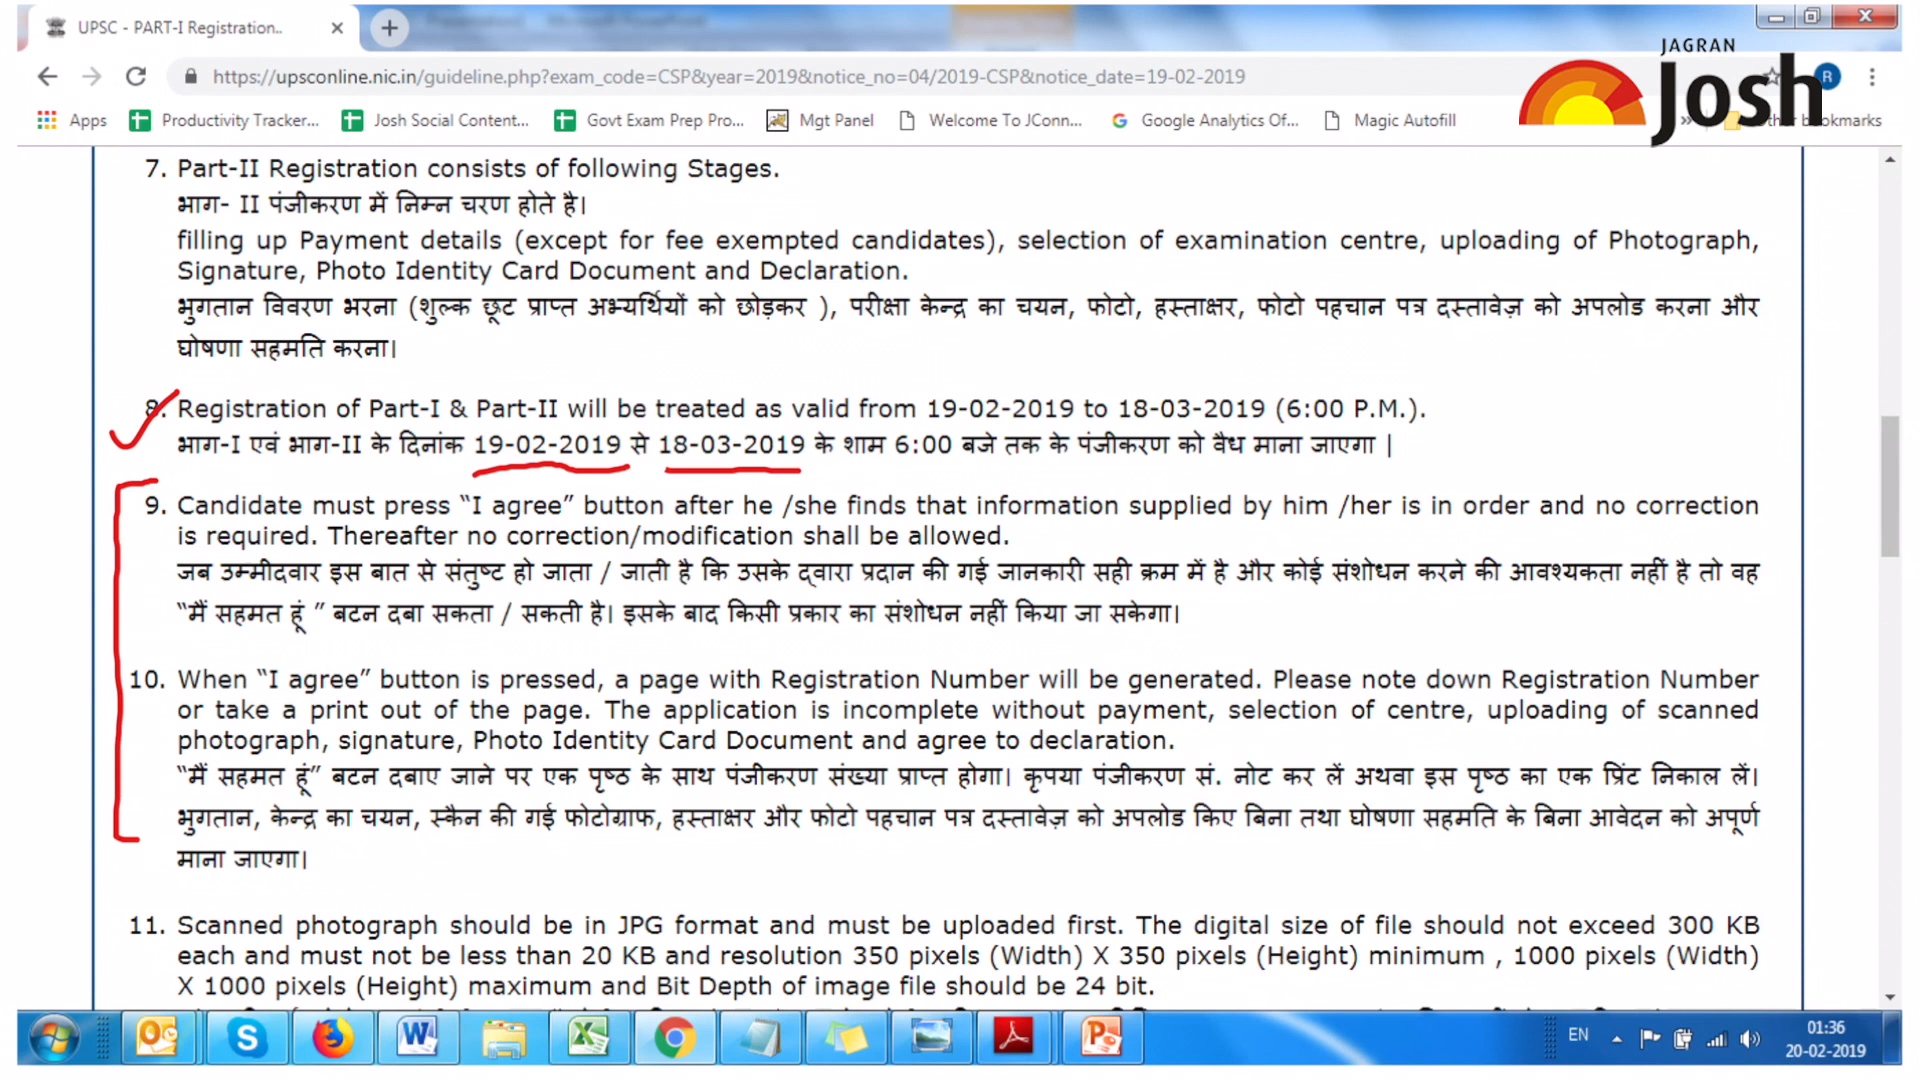 UPSC - PART-I Registration..
JAGRAN
Josh
https://upsconline.nic.in/guideline.php?exam_code=CSP&year=2019&notice_no=04/2019-CSP&notice_date=19-02-2019
R
Apps Productivity Tracker... Josh Social Content... Govt Exam Prep Pro... Mgt Panel Welcome To JConn... Google Analytics Of... Magic Autofill » bookmarks
7. Part-II Registration consists of following Stages.
भाग- II पंजीकरण में निम्न चरण होते है।
filling up Payment details (except for fee exempted candidates), selection of examination centre, uploading of Photograph,
Signature, Photo Identity Card Document and Declaration.
भुगतान विवरण भरना (शुल्क छूट प्राप्त अभ्यर्थियों को छोड़कर ), परीक्षा केन्द्र का चयन, फोटो, हस्ताक्षर, फोटो पहचान पत्र दस्तावेज़ को अपलोड करना और
घोषणा सहमति करना।
8. Registration of Part-I & Part-II will be treated as valid from 19-02-2019 to 18-03-2019 (6:00 P.M.).
भाग-I एवं भाग-II के दिनांक 19-02-2019 से 18-03-2019 के शाम 6:00 बजे तक के पंजीकरण को वैध माना जाएगा |
9. Candidate must press “I agree” button after he /she finds that information supplied by him /her is in order and no correction
is required. Thereafter no correction/modification shall be allowed.
जब उम्मीदवार इस बात से संतुष्ट हो जाता / जाती है कि उसके द्वारा प्रदान की गई जानकारी सही क्रम में है और कोई संशोधन करने की आवश्यकता नहीं है तो वह
“मैं सहमत हूं ” बटन दबा सकता / सकती है। इसके बाद किसी प्रकार का संशोधन नहीं किया जा सकेगा।
10. When “I agree” button is pressed, a page with Registration Number will be generated. Please note down Registration Number
or take a print out of the page. The application is incomplete without payment, selection of centre, uploading of scanned
photograph, signature, Photo Identity Card Document and agree to declaration.
“मैं सहमत हूं” बटन दबाए जाने पर एक पृष्ठ के साथ पंजीकरण संख्या प्राप्त होगा। कृपया पंजीकरण सं. नोट कर लें अथवा इस पृष्ठ का एक प्रिंट निकाल लें।
भुगतान, केन्द्र का चयन, स्कैन की गई फोटोग्राफ, हस्ताक्षर और फोटो पहचान पत्र दस्तावेज़ को अपलोड किए बिना तथा घोषणा सहमति के बिना आवेदन को अपूर्ण
माना जाएगा।
11. Scanned photograph should be in JPG format and must be uploaded first. The digital size of file should not exceed 300 KB
each and must not be less than 20 KB and resolution 350 pixels (Width) X 350 pixels (Height) minimum , 1000 pixels (Width)
X 1000 pixels (Height) maximum and Bit Depth of image file should be 24 bit.
EN
01:36
20-02-2019